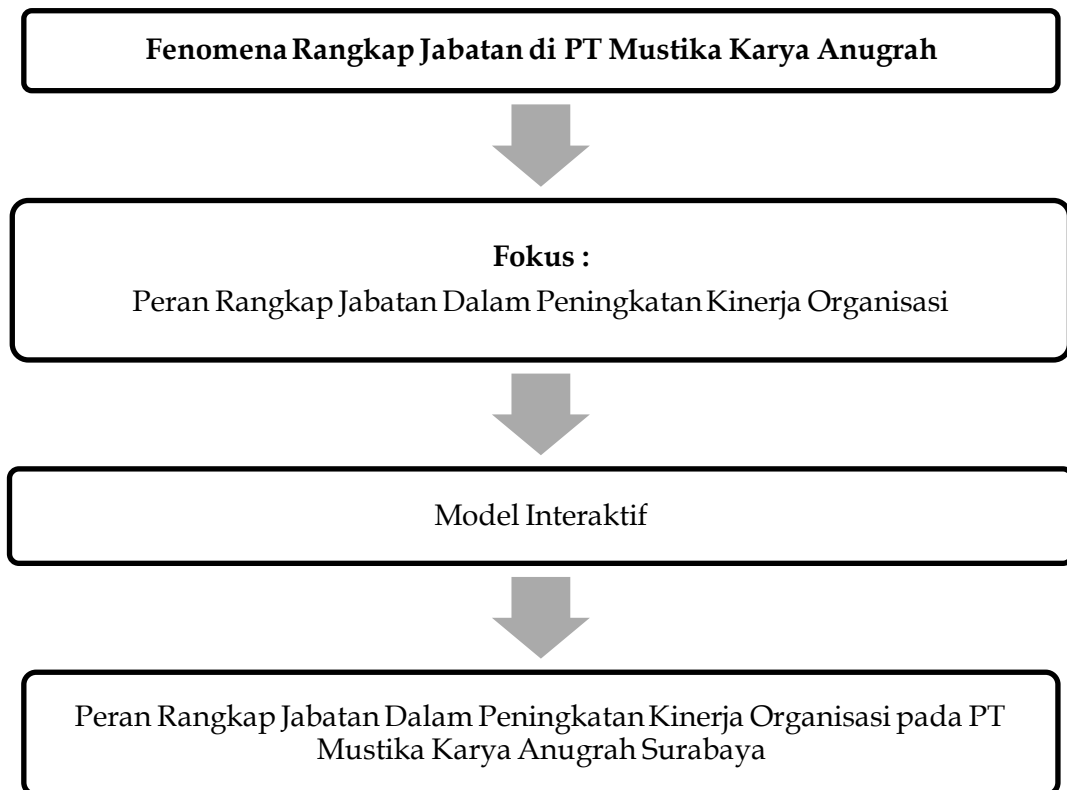 Fenomena Rangkap Jabatan di PT Mustika Karya Anugrah
Fokus :
Peran Rangkap Jabatan Dalam Peningkatan Kinerja Organisasi
Model Interaktif
Peran Rangkap Jabatan Dalam Peningkatan Kinerja Organisasi pada PT
Mustika Karya Anugrah Surabaya